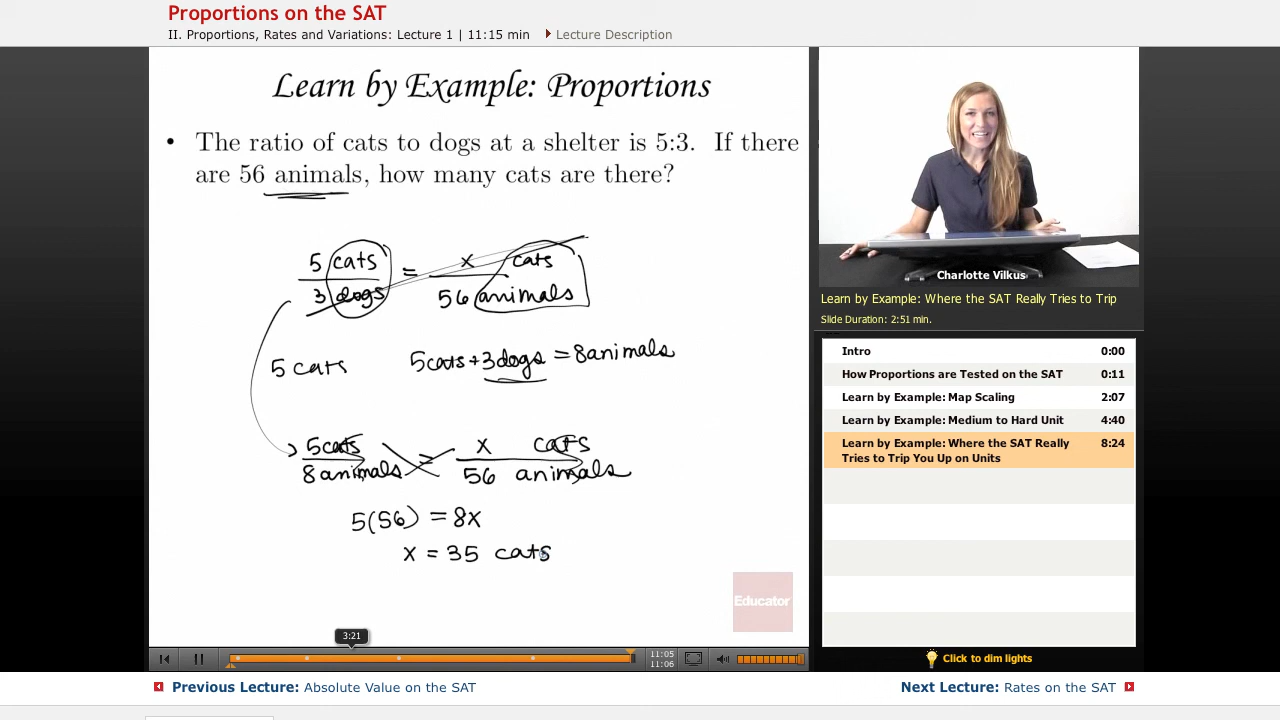 Proportions on the SAT
II. Proportions, Rates and Variations: Lecture 1 | 11:15 min
Lecture Description
Learn by Example: Proportions
• The ratio of cats to dogs at a shelter is 5:3. If there
are 56 animals, how many cats are there?
5 cats = x cats
3 dogs 56 animals
5 cats 5cats+3dogs = 8animals
5cats = x cats
8animals 56 animals
5(56) = 8x
x = 35 cats
Educator
3:21
11:05
11:06
Charlotte Vilkus
Learn by Example: Where the SAT Really Tries to Trip
Slide Duration: 2:51 min.
Intro 0:00
How Proportions are Tested on the SAT 0:11
Learn by Example: Map Scaling 2:07
Learn by Example: Medium to Hard Unit 4:40
Learn by Example: Where the SAT Really 8:24
Tries to Trip You Up on Units
Click to dim lights
Previous Lecture: Absolute Value on the SAT
Next Lecture: Rates on the SAT